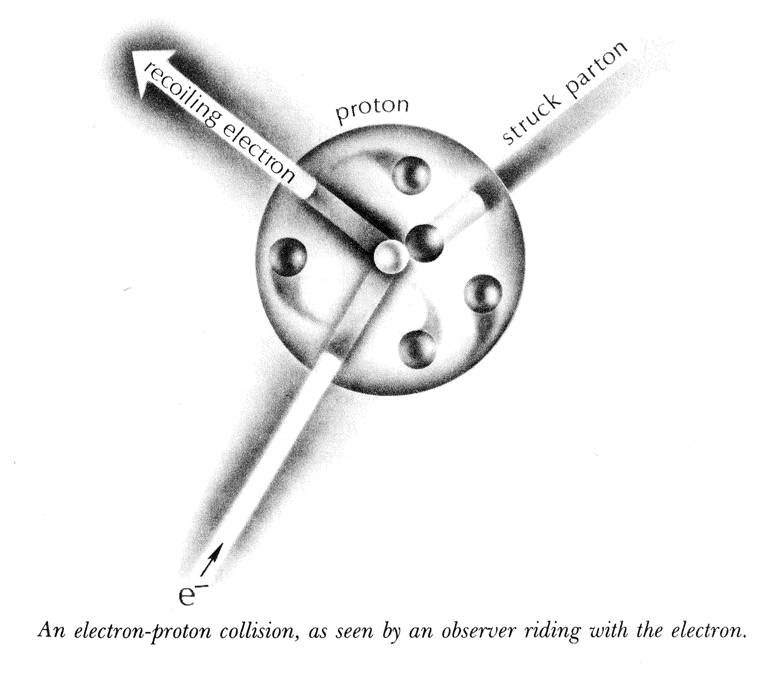 recoiling electron
proton
struck parton
e⁻
An electron-proton collision, as seen by an observer riding with the electron.